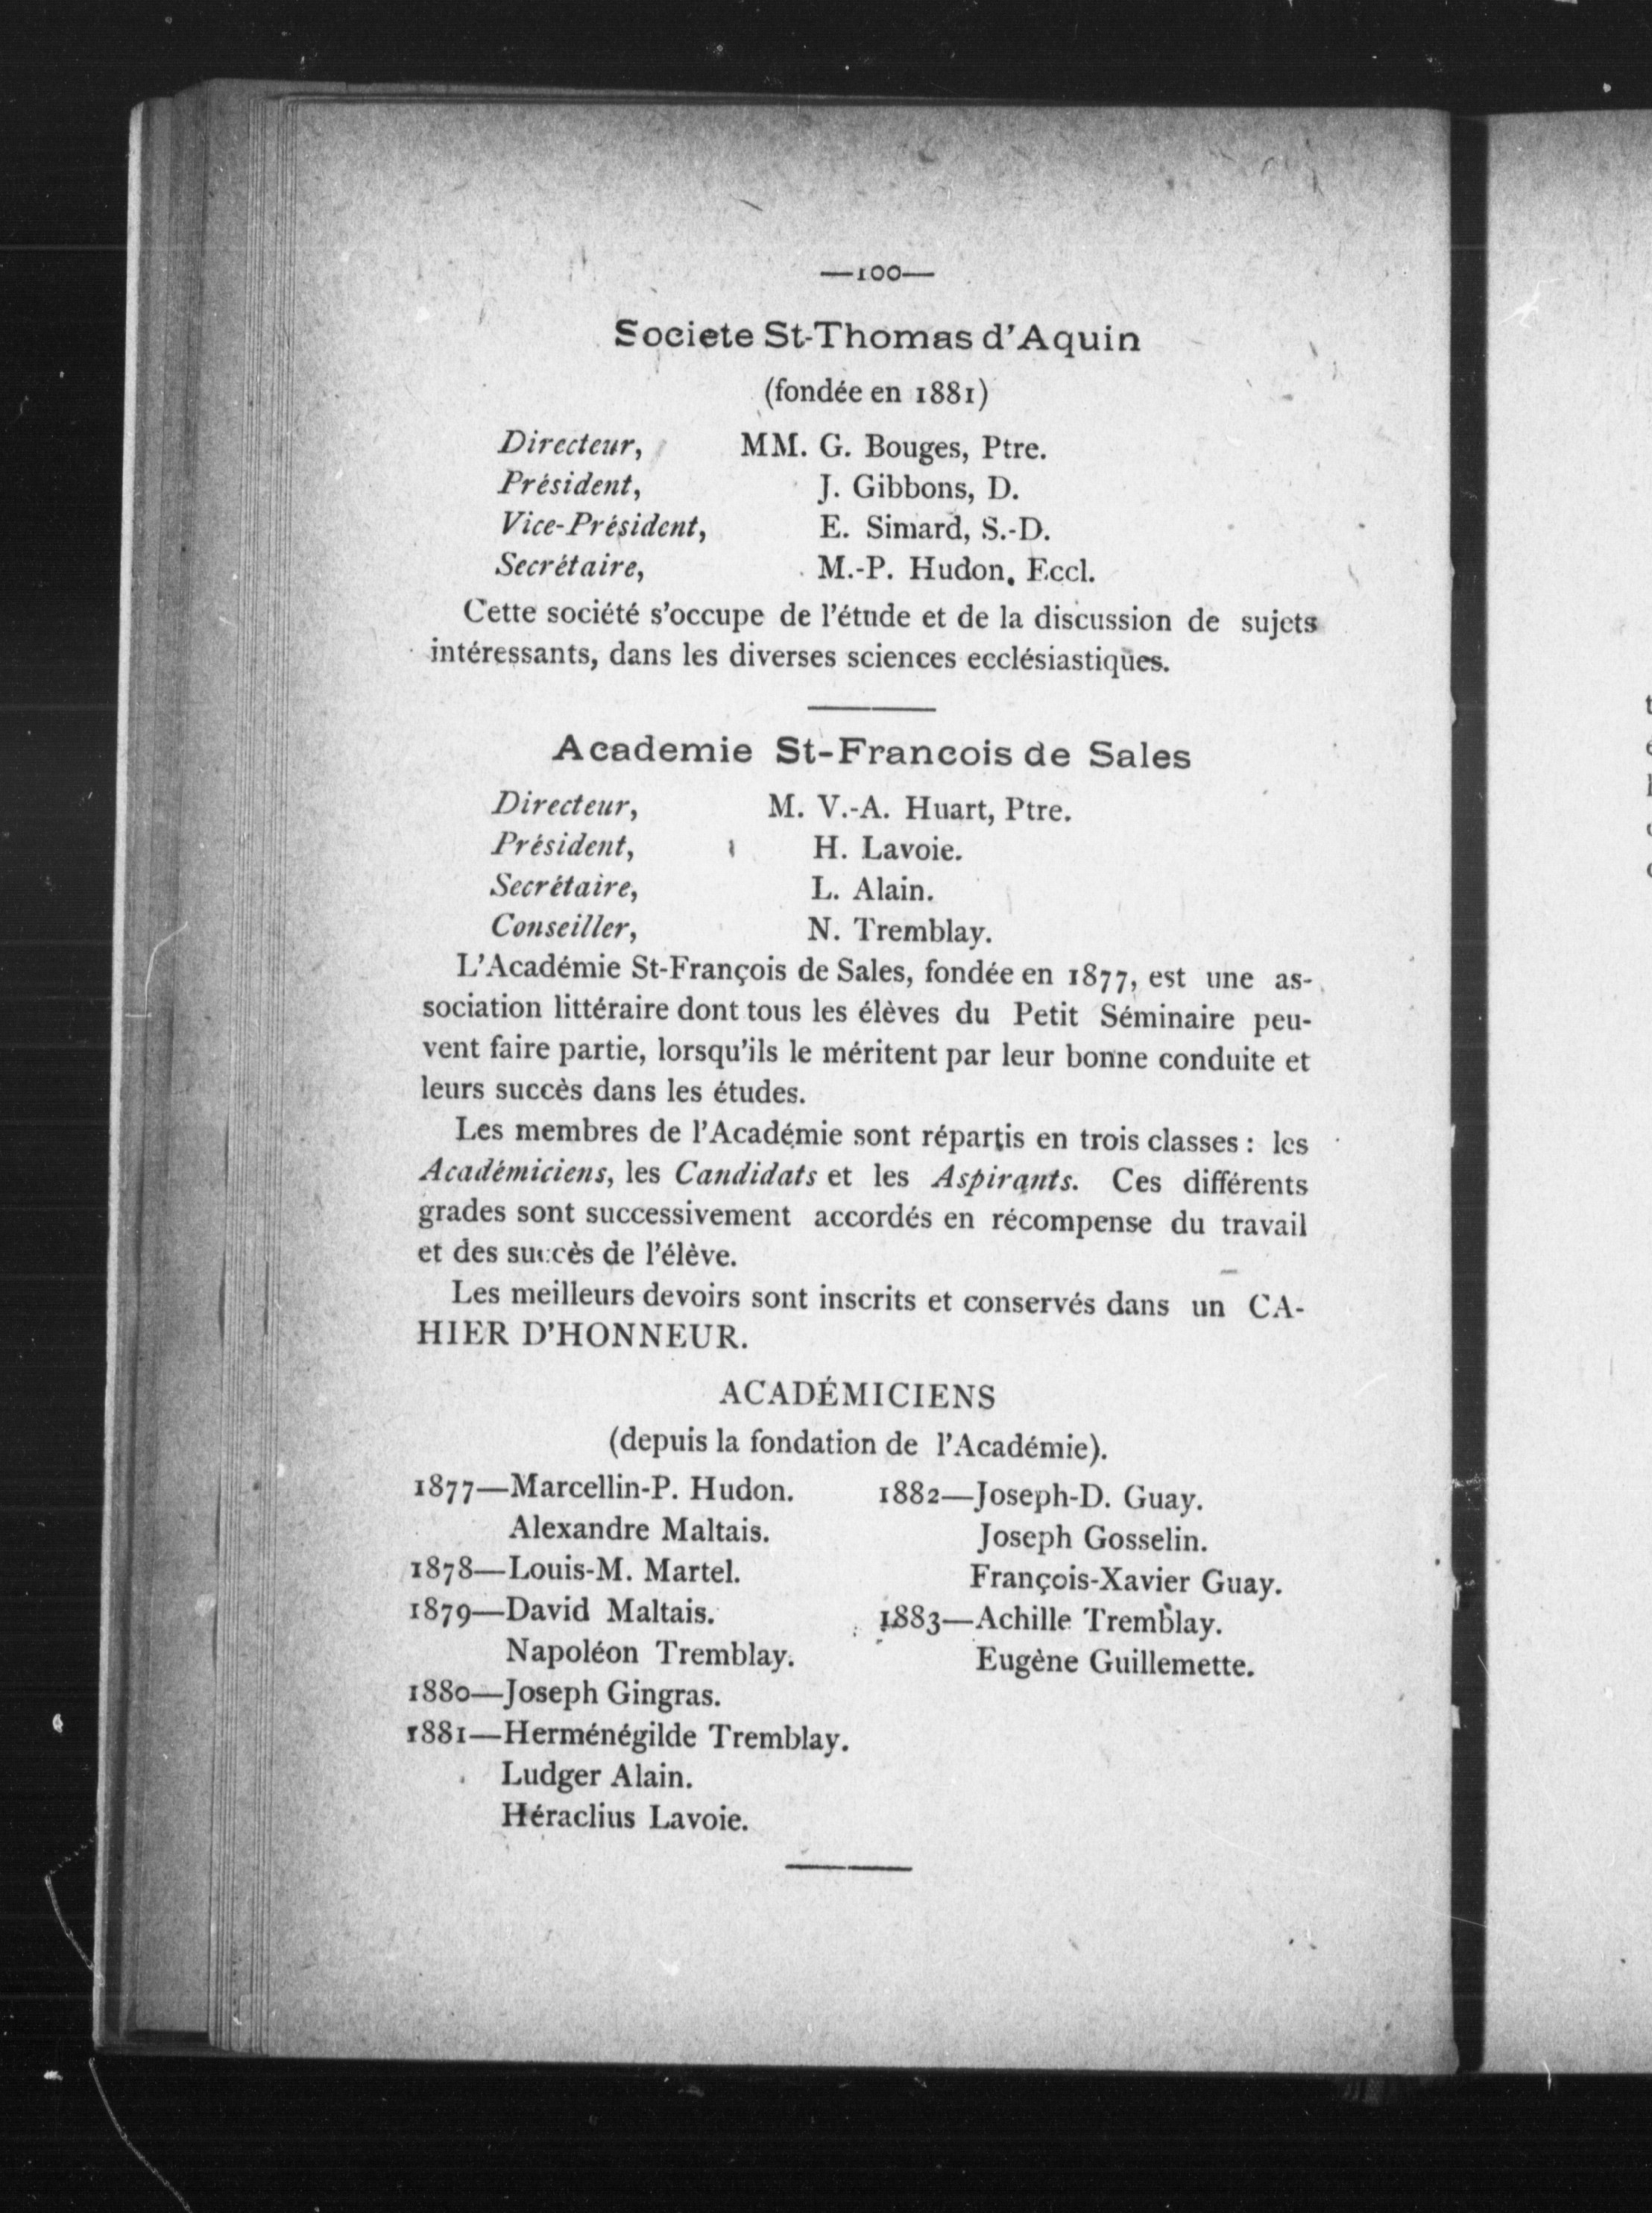 —100—
Societe St-Thomas d'Aquin
(fondée en 1881)
Directeur, MM. G. Bouges, Ptre.
Président, J. Gibbons, D.
Vice-Président, E. Simard, S.-D.
Secrétaire, M.-P. Hudon, Eccl.
Cette société s'occupe de l'étude et de la discussion de sujets
intéressants, dans les diverses sciences ecclésiastiques.
Academie St-Francois de Sales
Directeur, M. V.-A. Huart, Ptre.
Président, H. Lavoie.
Secrétaire, L. Alain.
Conseiller, N. Tremblay.
L'Académie St-François de Sales, fondée en 1877, est une as-
sociation littéraire dont tous les élèves du Petit Séminaire peu-
vent faire partie, lorsqu'ils le méritent par leur bonne conduite et
leurs succès dans les études.
Les membres de l'Académie sont répartis en trois classes : les
Académiciens, les Candidats et les Aspirants. Ces différents
grades sont successivement accordés en récompense du travail
et des succès de l'élève.
Les meilleurs devoirs sont inscrits et conservés dans un CA-
HIER D'HONNEUR.
ACADÉMICIENS
(depuis la fondation de l'Académie).
1877—Marcellin-P. Hudon.
Alexandre Maltais.
1878—Louis-M. Martel.
1879—David Maltais.
Napoléon Tremblay.
1880—Joseph Gingras.
1881—Herménégilde Tremblay.
Ludger Alain.
Héraclius Lavoie.
1882—Joseph-D. Guay.
Joseph Gosselin.
François-Xavier Guay.
1883—Achille Tremblay.
Eugène Guillemette.